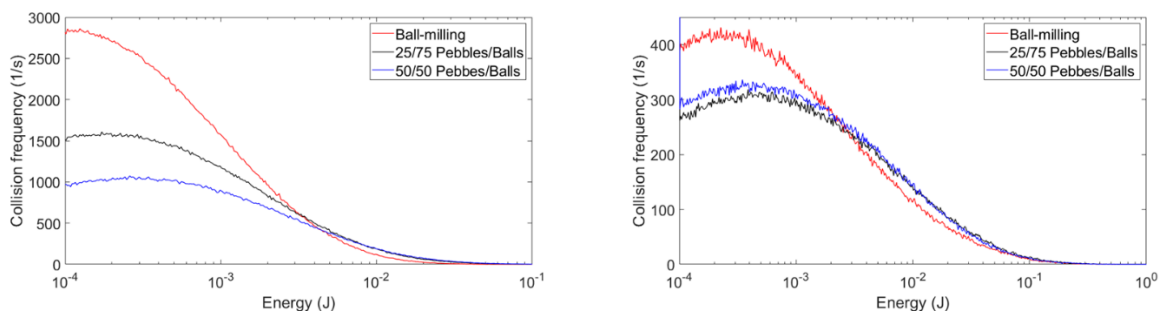 3000
2500
2000
1500
1000
500
0
Collision frequency (1/s)
10⁻⁴
10⁻³
10⁻²
10⁻¹
Energy (J)
Ball-milling
25/75 Pebbles/Balls
50/50 Pebbes/Balls
400
300
200
100
0
Collision frequency (1/s)
10⁻⁴
10⁻³
10⁻²
10⁻¹
10⁰
Energy (J)
Ball-milling
25/75 Pebbles/Balls
50/50 Pebbes/Balls